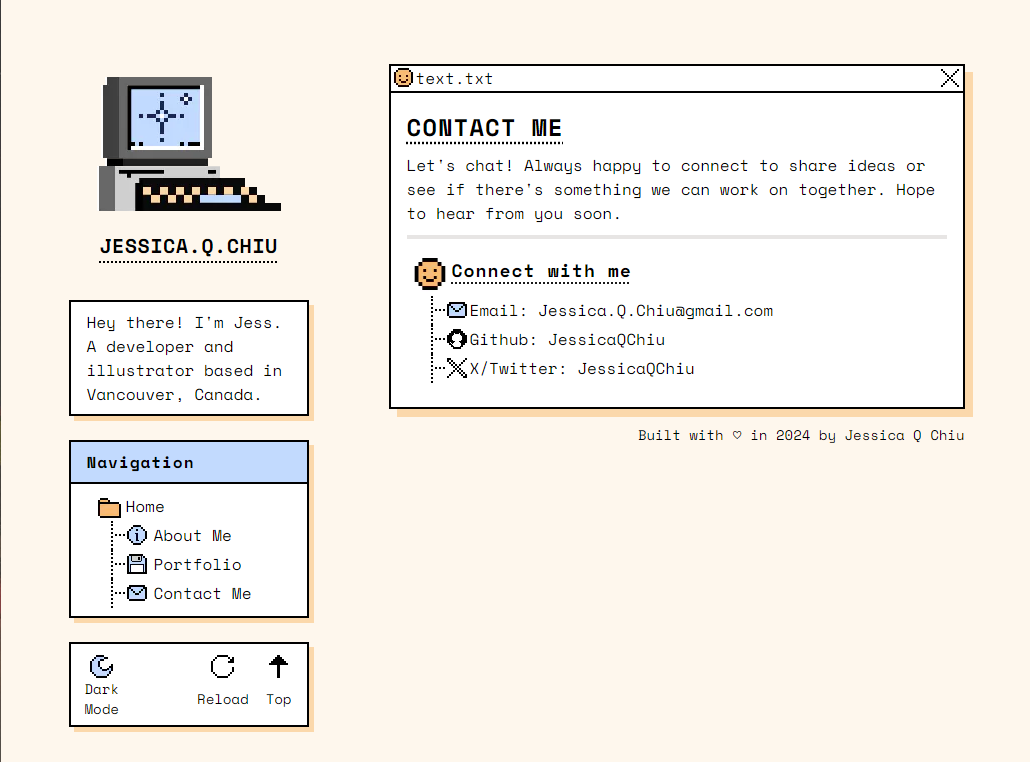 JESSICA.Q.CHIU
Hey there! I'm Jess.
A developer and
illustrator based in
Vancouver, Canada.
Navigation
Home
About Me
Portfolio
Contact Me
Dark
Mode
Reload
Top
text.txt
CONTACT ME
Let's chat! Always happy to connect to share ideas or
see if there's something we can work on together. Hope
to hear from you soon.
Connect with me
Email: Jessica.Q.Chiu@gmail.com
Github: JessicaQChiu
X/Twitter: JessicaQChiu
Built with ♡ in 2024 by Jessica Q Chiu